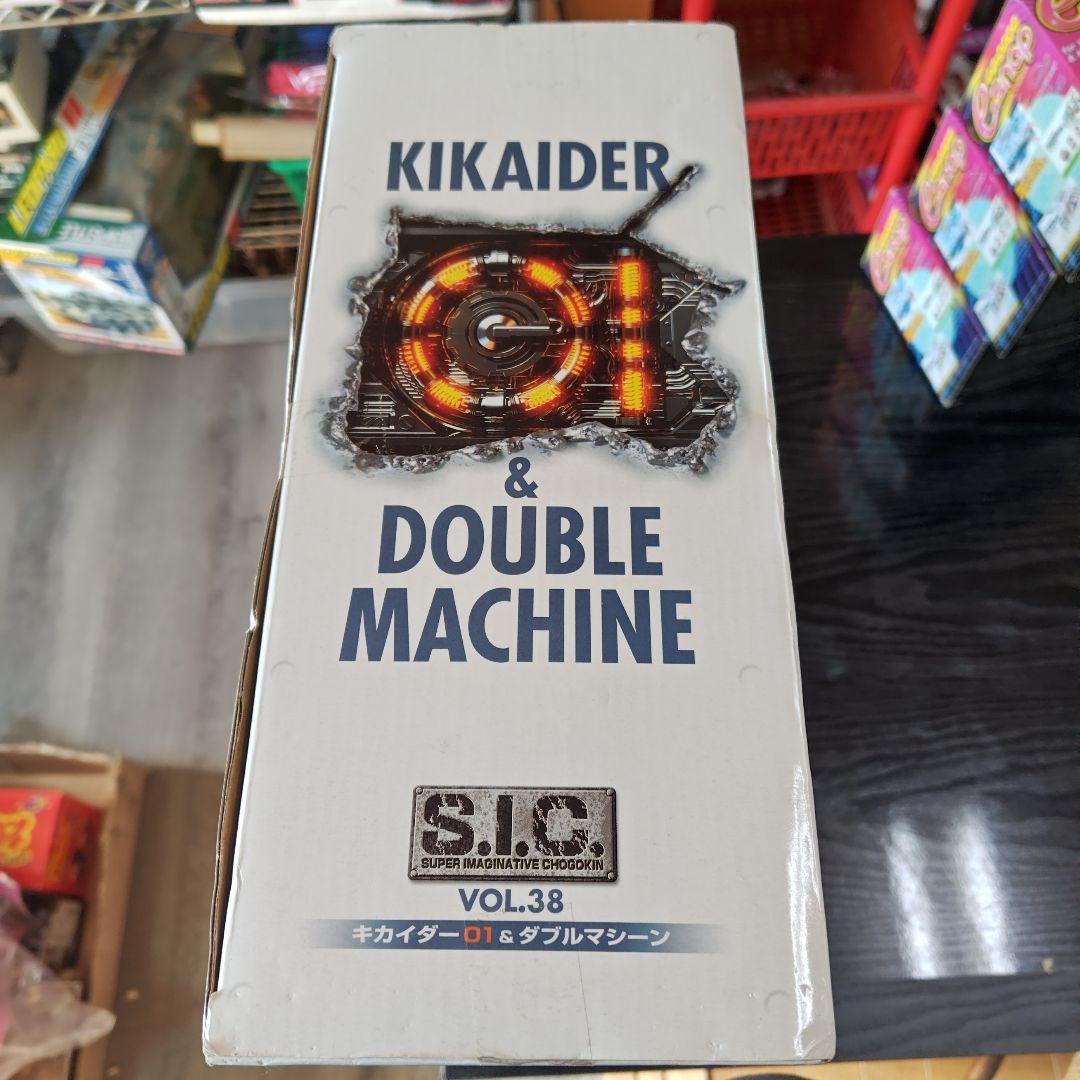 KIKAIDER
01
&
DOUBLE
MACHINE
S.I.C.
SUPER IMAGINATIVE CHOGOKIN
VOL.38
キカイダー01&ダブルマシーン